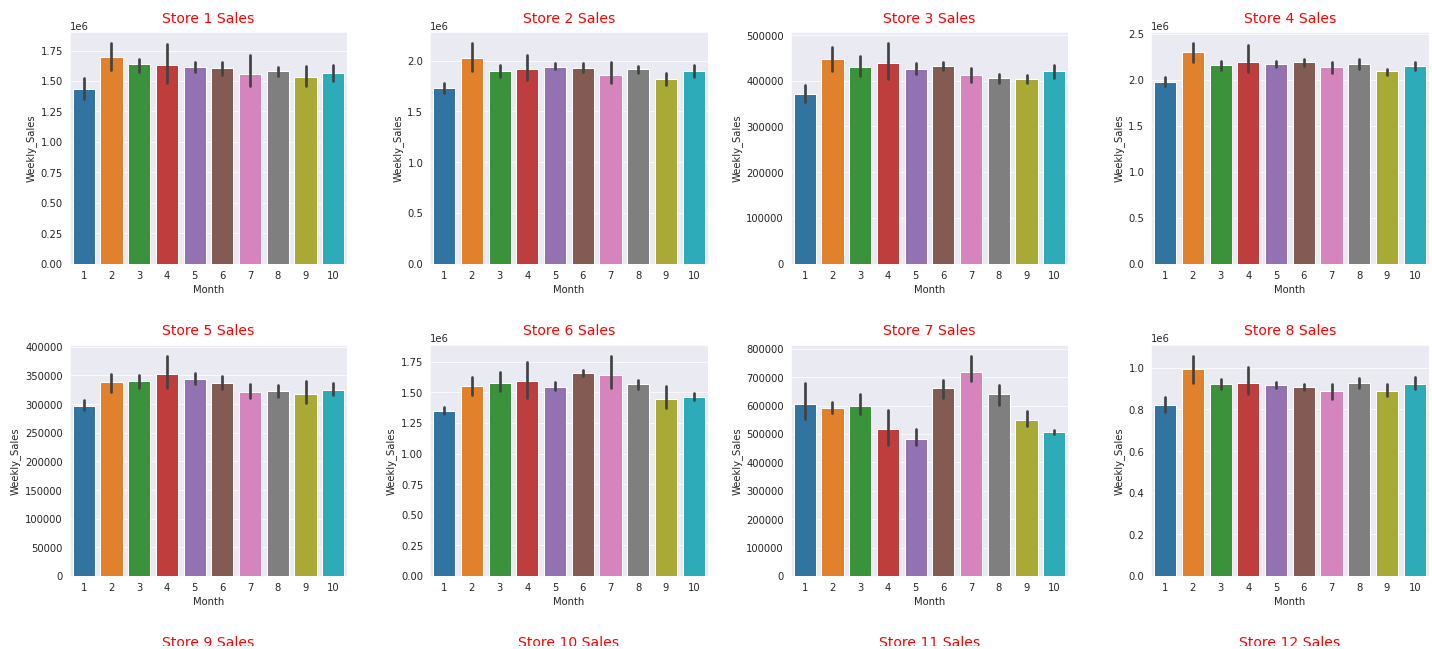 Store 1 Sales
1e6
1.75
1.50
1.25
1.00
0.75
0.50
0.25
0.00
Weekly_Sales
1 2 3 4 5 6 7 8 9 10
Month
Store 2 Sales
1e6
2.0
1.5
1.0
0.5
0.0
Weekly_Sales
1 2 3 4 5 6 7 8 9 10
Month
Store 3 Sales
500000
400000
300000
200000
100000
0
Weekly_Sales
1 2 3 4 5 6 7 8 9 10
Month
Store 4 Sales
1e6
2.5
2.0
1.5
1.0
0.5
0.0
Weekly_Sales
1 2 3 4 5 6 7 8 9 10
Month
Store 5 Sales
400000
350000
300000
250000
200000
150000
100000
50000
0
Weekly_Sales
1 2 3 4 5 6 7 8 9 10
Month
Store 6 Sales
1e6
1.75
1.50
1.25
1.00
0.75
0.50
0.25
0.00
Weekly_Sales
1 2 3 4 5 6 7 8 9 10
Month
Store 7 Sales
800000
700000
600000
500000
400000
300000
200000
100000
0
Weekly_Sales
1 2 3 4 5 6 7 8 9 10
Month
Store 8 Sales
1e6
1.0
0.8
0.6
0.4
0.2
0.0
Weekly_Sales
1 2 3 4 5 6 7 8 9 10
Month
Store 9 Sales
Store 10 Sales
Store 11 Sales
Store 12 Sales